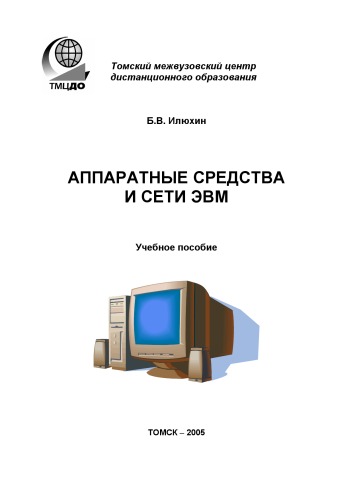 ТМЦДО
Томский межвузовский центр
дистанционного образования
Б.В. Илюхин
АППАРАТНЫЕ СРЕДСТВА
И СЕТИ ЭВМ
Учебное пособие
ТОМСК – 2005